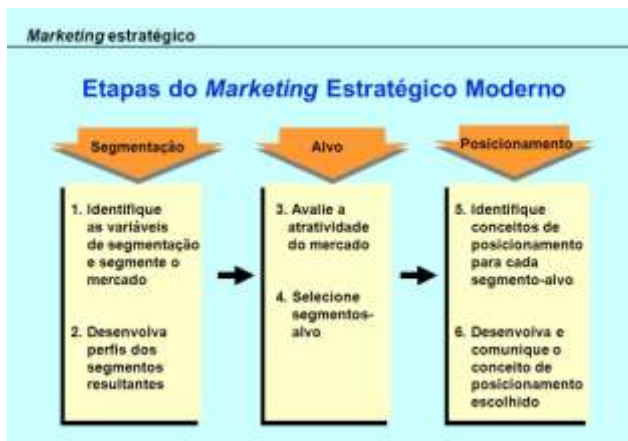 Marketing estratégico
Etapas do Marketing Estratégico Moderno
Segmentação
1. Identifique
as variáveis
de segmentação
e segmente o
mercado
2. Desenvolva
perfis dos
segmentos
resultantes
Alvo
3. Avalie a
atratividade
do mercado
4. Selecione
segmentos-
alvo
Posicionamento
5. Identifique
conceitos de
posicionamento
para cada
segmento-alvo
6. Desenvolva e
comunique o
conceito de
posicionamento
escolhido